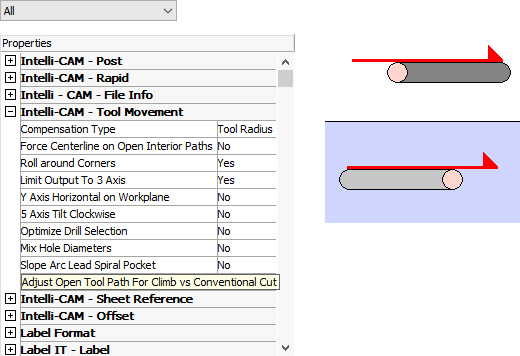 All
Properties
Intelli-CAM - Post
Intelli-CAM - Rapid
Intelli - CAM - File Info
Intelli-CAM - Tool Movement
Compensation Type Tool Radius
Force Centerline on Open Interior Paths No
Roll around Corners Yes
Limit Output To 3 Axis Yes
Y Axis Horizontal on Workplane No
5 Axis Tilt Clockwise No
Optimize Drill Selection No
Mix Hole Diameters No
Slope Arc Lead Spiral Pocket No
Adjust Open Tool Path For Climb vs Conventional Cut
Intelli-CAM - Sheet Reference
Intelli-CAM - Offset
Label Format
Label IT - Label